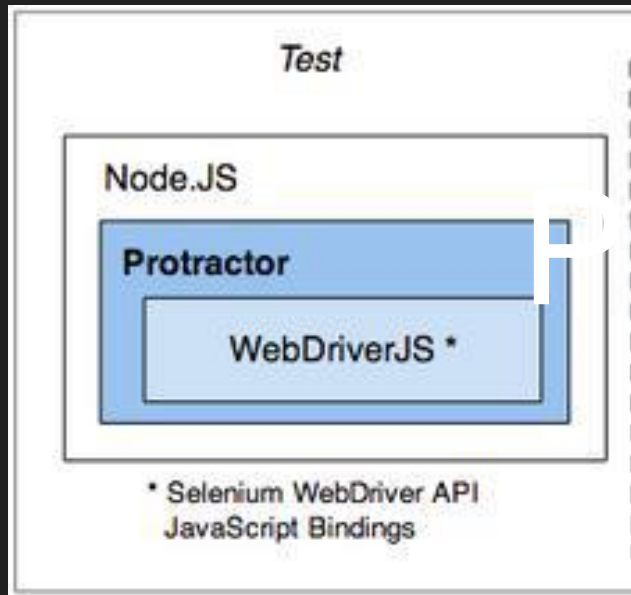 Test
Node.JS
P
Protractor
WebDriverJS *
* Selenium WebDriver API
JavaScript Bindings